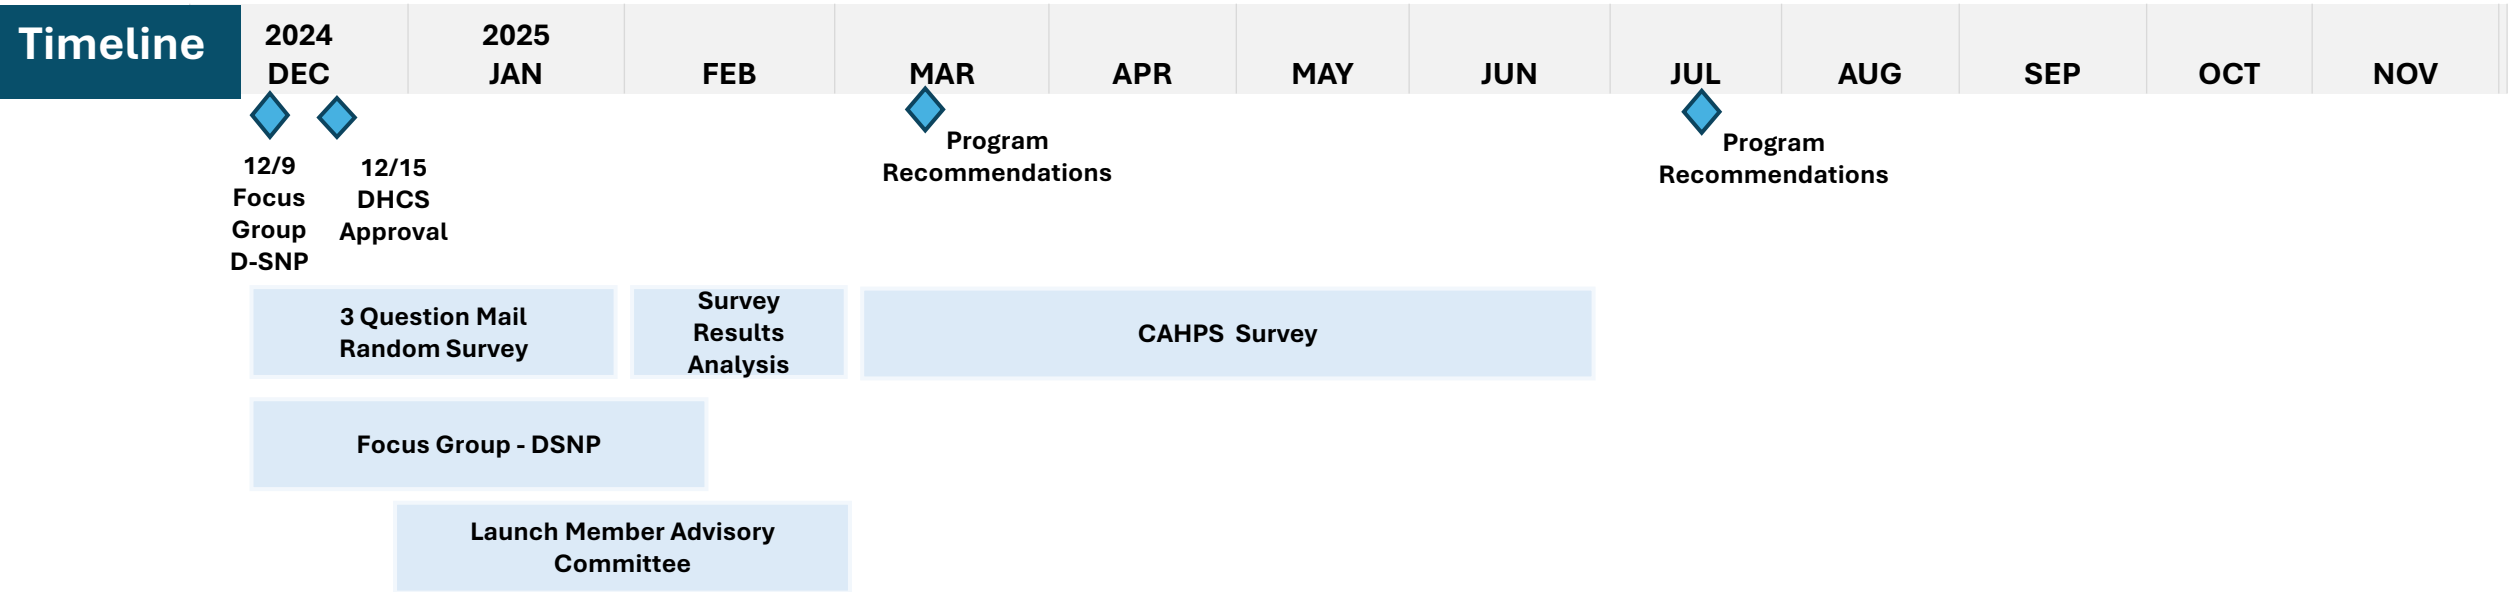 Timeline
2024
DEC
2025
JAN
FEB
MAR
APR
MAY
JUN
JUL
AUG
SEP
OCT
NOV
12/9
Focus
Group
D-SNP
12/15
DHCS
Approval
Program
Recommendations
Program
Recommendations
3 Question Mail
Random Survey
Survey
Results
Analysis
CAHPS Survey
Focus Group - DSNP
Launch Member Advisory
Committee